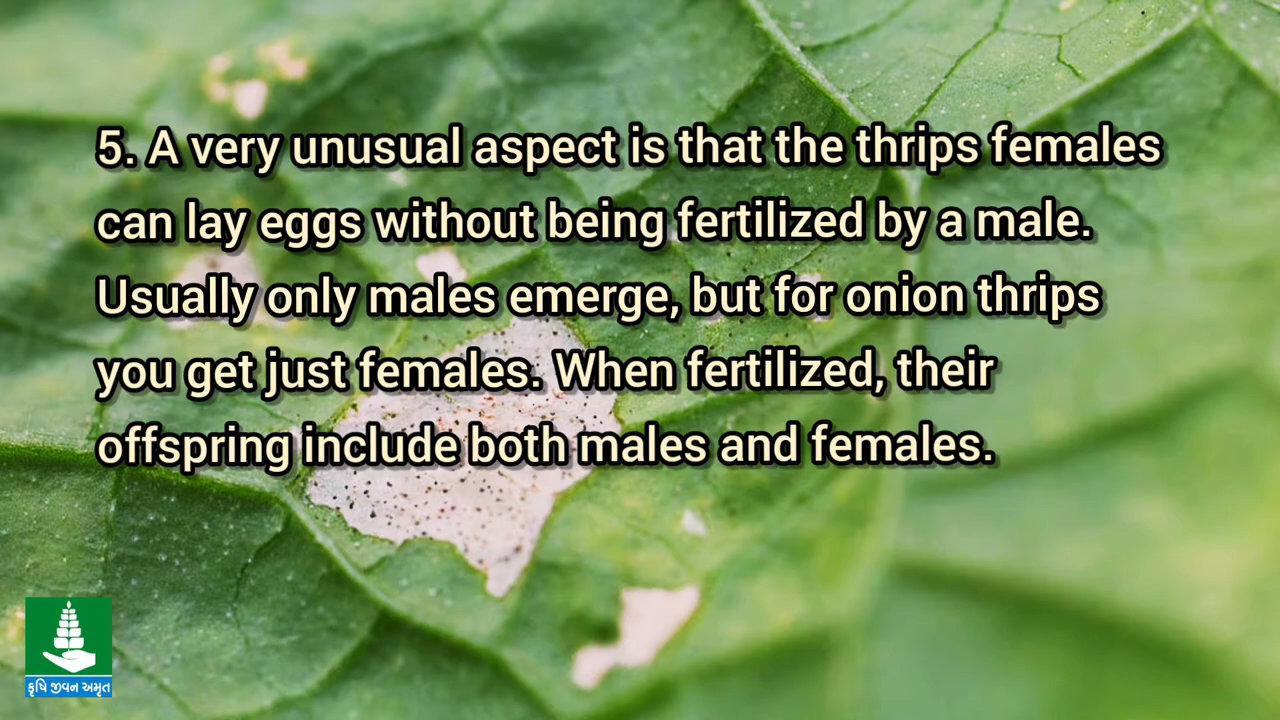 5. A very unusual aspect is that the thrips females
can lay eggs without being fertilized by a male.
Usually only males emerge, but for onion thrips
you get just females. When fertilized, their
offspring include both males and females.
કૃષિ જીવન અમૃત